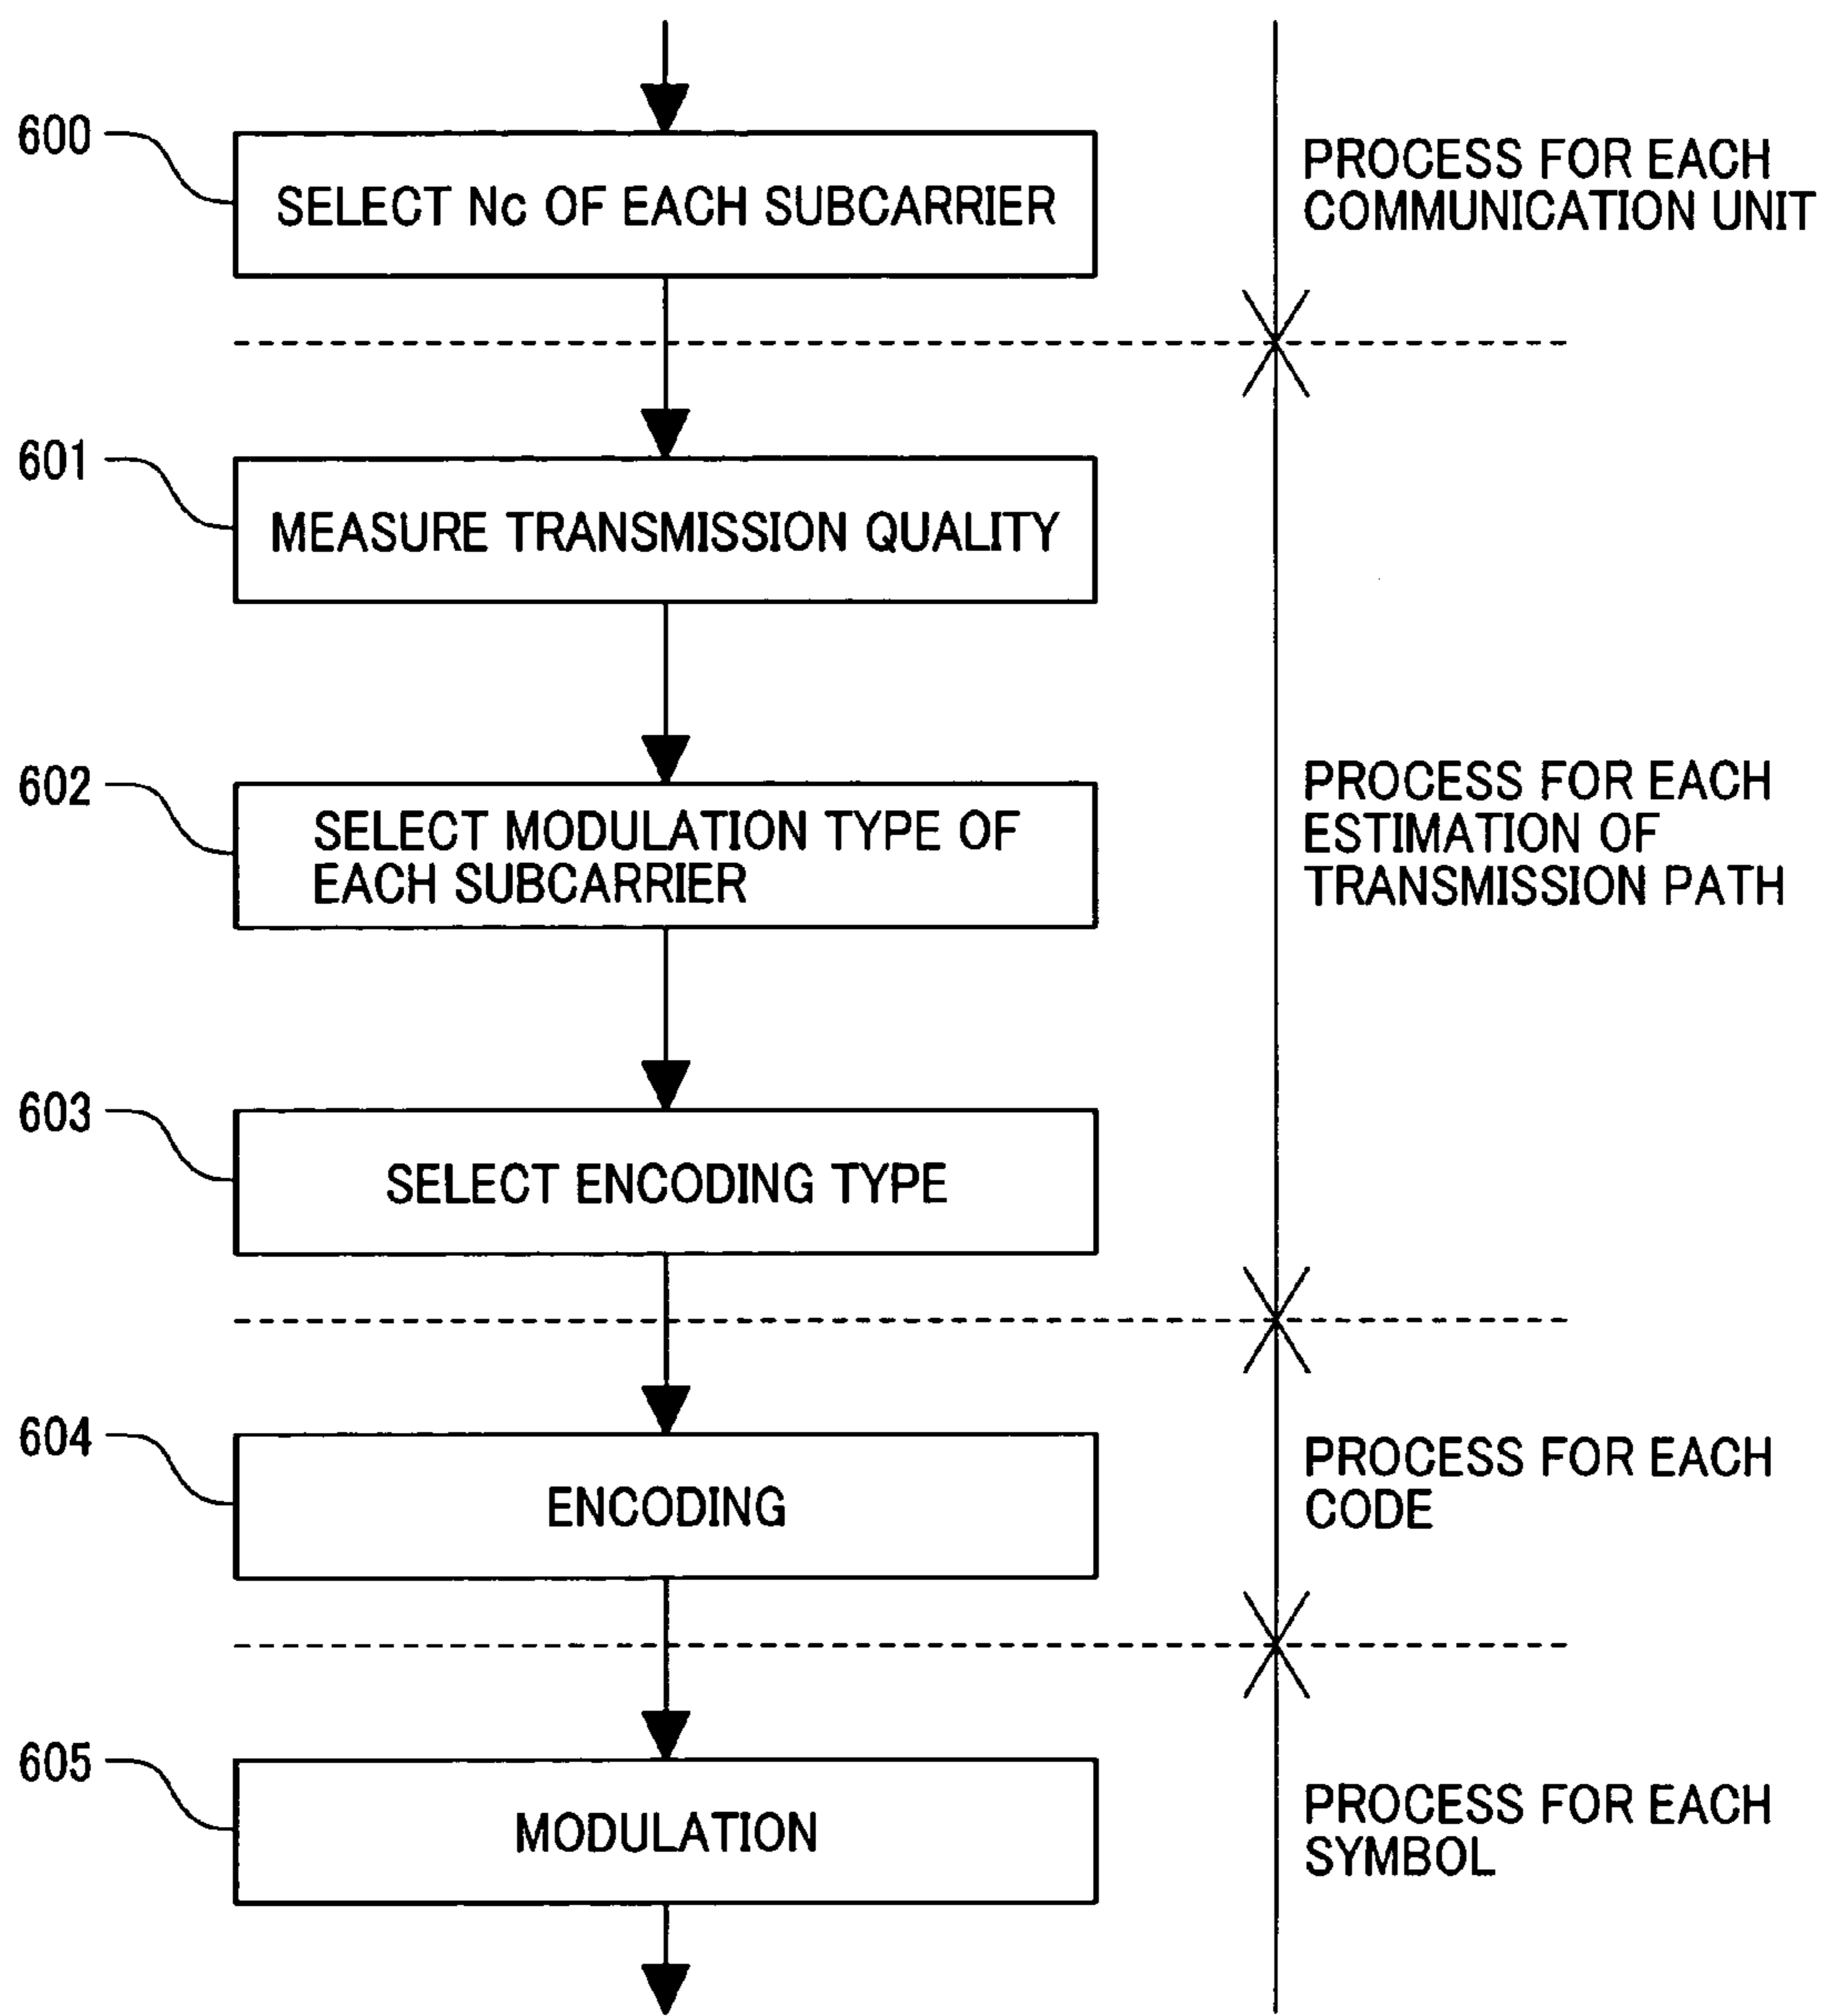 600
SELECT Nc OF EACH SUBCARRIER
PROCESS FOR EACH
COMMUNICATION UNIT
601
MEASURE TRANSMISSION QUALITY
602
SELECT MODULATION TYPE OF
EACH SUBCARRIER
PROCESS FOR EACH
ESTIMATION OF
TRANSMISSION PATH
603
SELECT ENCODING TYPE
604
ENCODING
PROCESS FOR EACH
CODE
605
MODULATION
PROCESS FOR EACH
SYMBOL